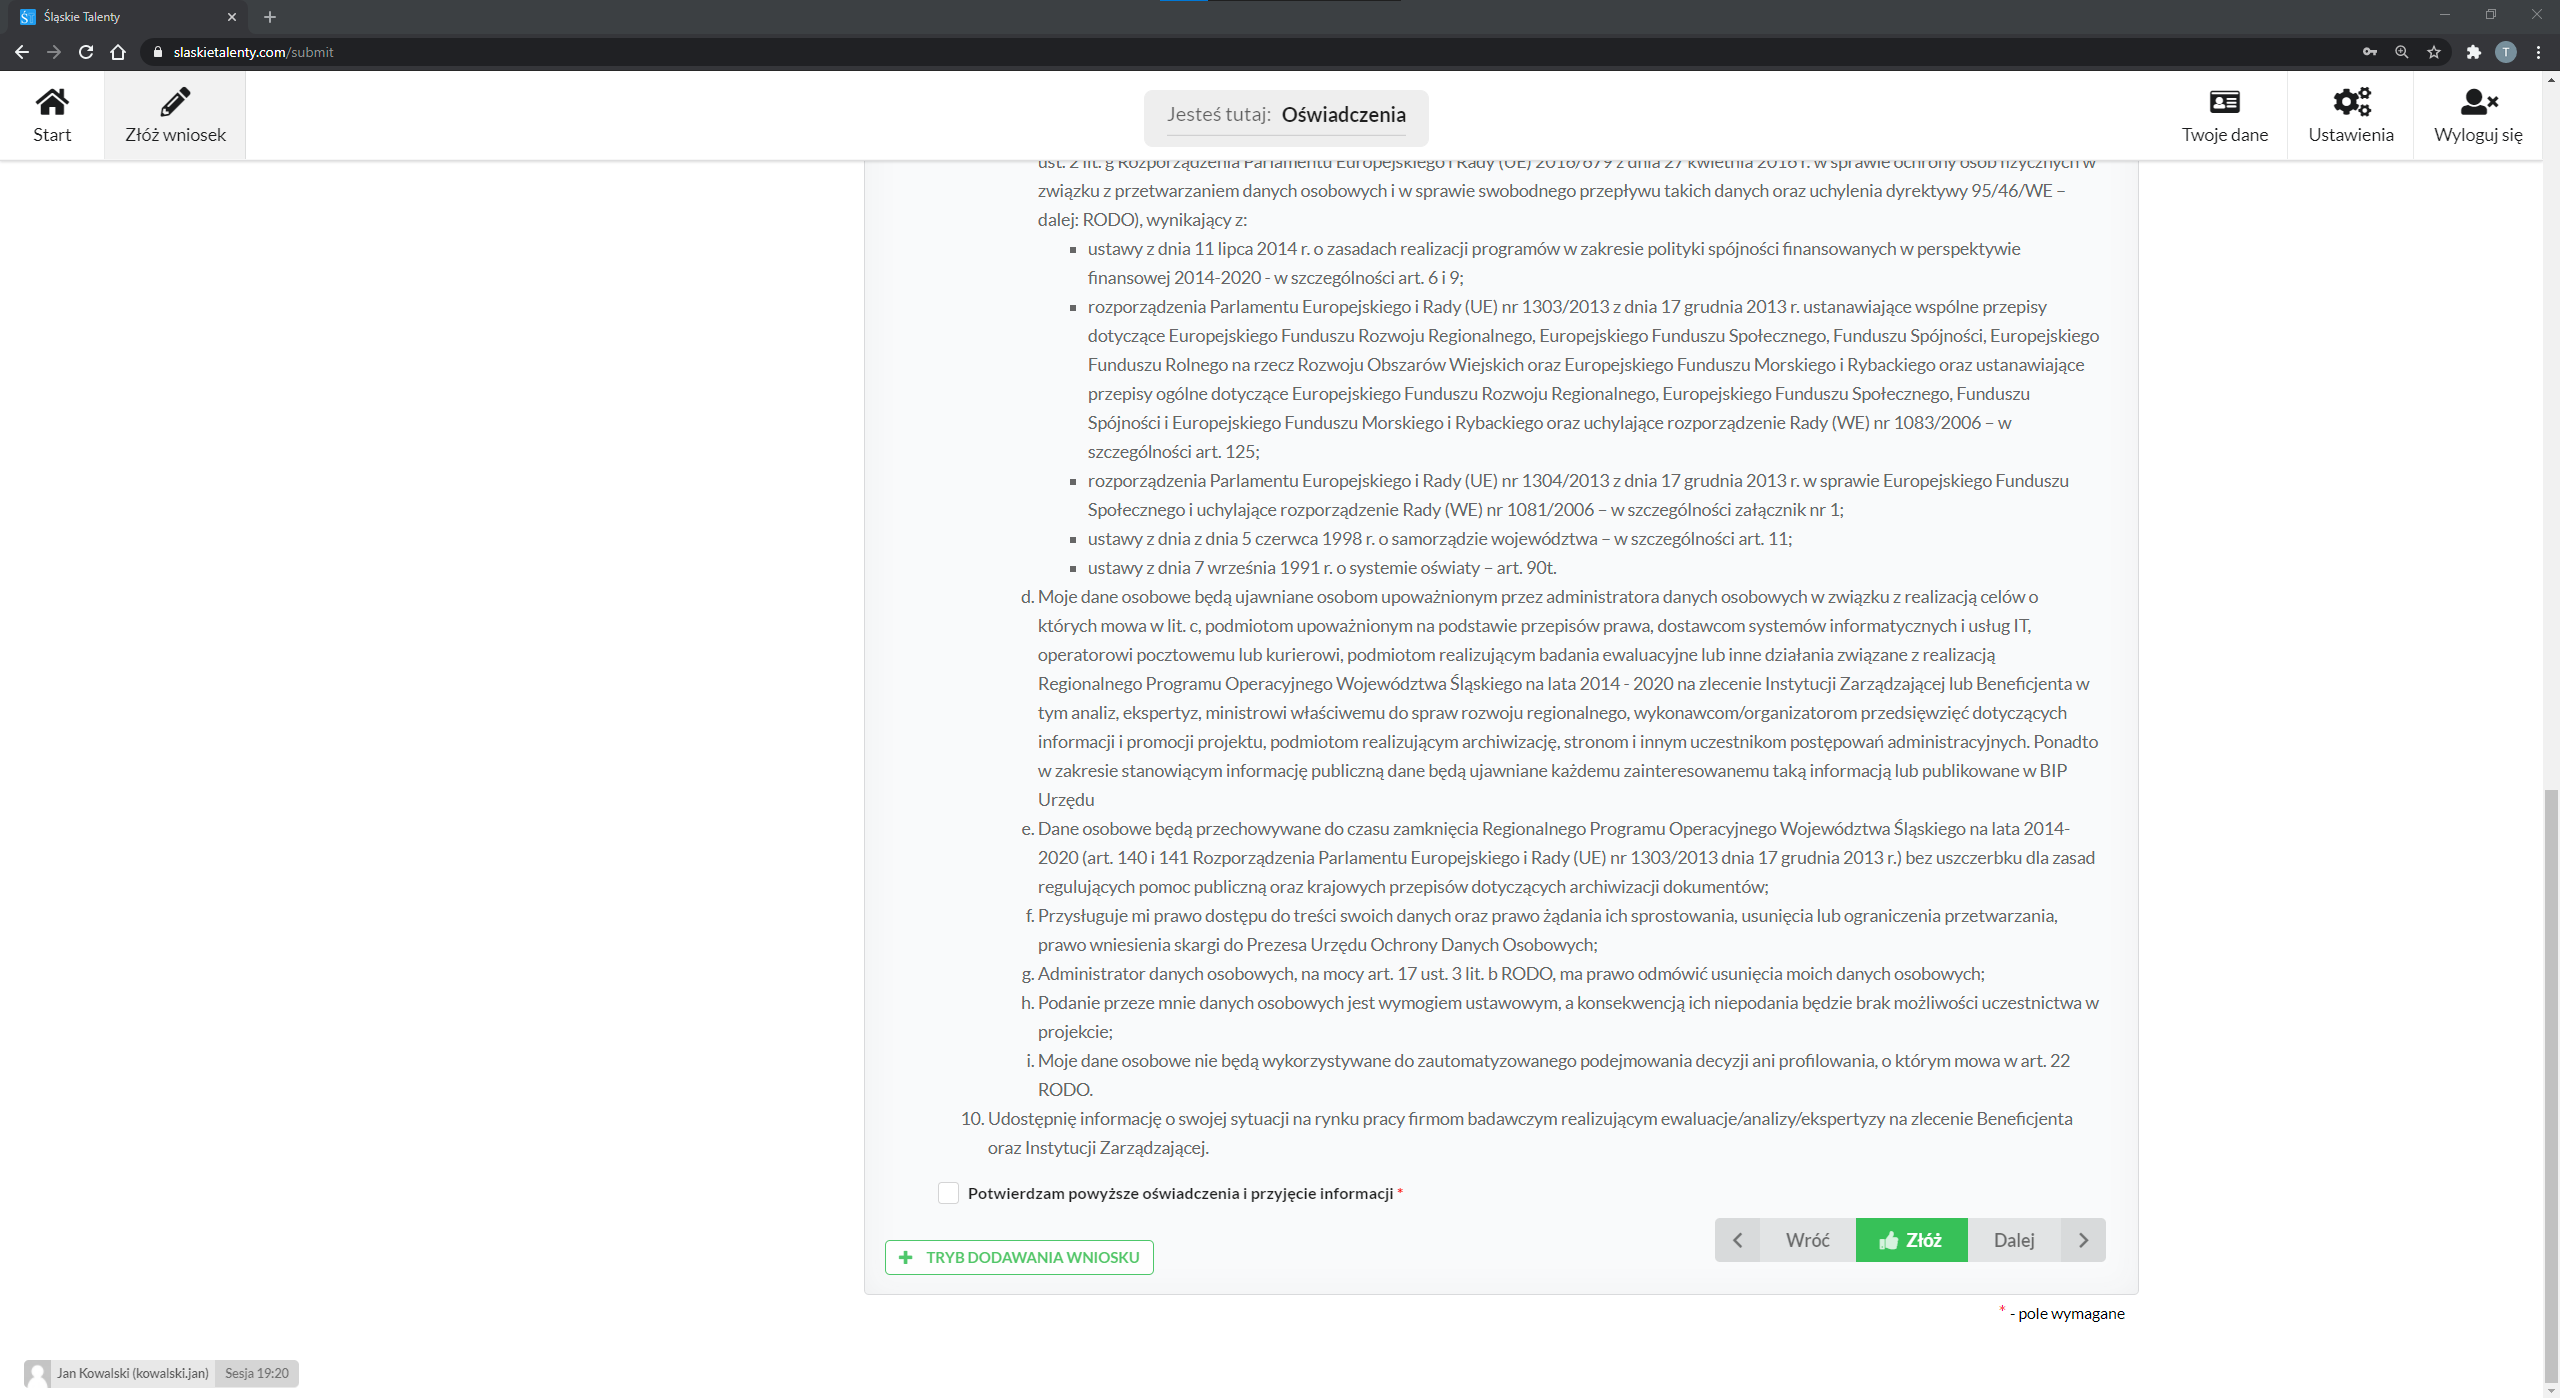 Śląskie Talenty
slaskietalenty.com/submit
T
Start
Złóż wniosek
Jesteś tutaj: Oświadczenia
Twoje dane
Ustawienia
Wyloguj się
ust. 2 lit. g Rozporządzenia Parlamentu Europejskiego i Rady (UE) 2016/679 z dnia 27 kwietnia 2016 r. w sprawie ochrony osób fizycznych w
związku z przetwarzaniem danych osobowych i w sprawie swobodnego przepływu takich danych oraz uchylenia dyrektywy 95/46/WE –
dalej: RODO), wynikający z:
▪ ustawy z dnia 11 lipca 2014 r. o zasadach realizacji programów w zakresie polityki spójności finansowanych w perspektywie
finansowej 2014-2020 - w szczególności art. 6 i 9;
▪ rozporządzenia Parlamentu Europejskiego i Rady (UE) nr 1303/2013 z dnia 17 grudnia 2013 r. ustanawiające wspólne przepisy
dotyczące Europejskiego Funduszu Rozwoju Regionalnego, Europejskiego Funduszu Społecznego, Funduszu Spójności, Europejskiego
Funduszu Rolnego na rzecz Rozwoju Obszarów Wiejskich oraz Europejskiego Funduszu Morskiego i Rybackiego oraz ustanawiające
przepisy ogólne dotyczące Europejskiego Funduszu Rozwoju Regionalnego, Europejskiego Funduszu Społecznego, Funduszu
Spójności i Europejskiego Funduszu Morskiego i Rybackiego oraz uchylające rozporządzenie Rady (WE) nr 1083/2006 – w
szczególności art. 125;
▪ rozporządzenia Parlamentu Europejskiego i Rady (UE) nr 1304/2013 z dnia 17 grudnia 2013 r. w sprawie Europejskiego Funduszu
Społecznego i uchylające rozporządzenie Rady (WE) nr 1081/2006 – w szczególności załącznik nr 1;
▪ ustawy z dnia z dnia 5 czerwca 1998 r. o samorządzie województwa – w szczególności art. 11;
▪ ustawy z dnia 7 września 1991 r. o systemie oświaty – art. 90t.
d. Moje dane osobowe będą ujawniane osobom upoważnionym przez administratora danych osobowych w związku z realizacją celów o
których mowa w lit. c, podmiotom upoważnionym na podstawie przepisów prawa, dostawcom systemów informatycznych i usług IT,
operatorowi pocztowemu lub kurierowi, podmiotom realizującym badania ewaluacyjne lub inne działania związane z realizacją
Regionalnego Programu Operacyjnego Województwa Śląskiego na lata 2014 - 2020 na zlecenie Instytucji Zarządzającej lub Beneficjenta w
tym analiz, ekspertyz, ministrowi właściwemu do spraw rozwoju regionalnego, wykonawcom/organizatorom przedsięwzięć dotyczących
informacji i promocji projektu, podmiotom realizującym archiwizację, stronom i innym uczestnikom postępowań administracyjnych. Ponadto
w zakresie stanowiącym informację publiczną dane będą ujawniane każdemu zainteresowanemu taką informacją lub publikowane w BIP
Urzędu
e. Dane osobowe będą przechowywane do czasu zamknięcia Regionalnego Programu Operacyjnego Województwa Śląskiego na lata 2014-
2020 (art. 140 i 141 Rozporządzenia Parlamentu Europejskiego i Rady (UE) nr 1303/2013 dnia 17 grudnia 2013 r.) bez uszczerbku dla zasad
regulujących pomoc publiczną oraz krajowych przepisów dotyczących archiwizacji dokumentów;
f. Przysługuje mi prawo dostępu do treści swoich danych oraz prawo żądania ich sprostowania, usunięcia lub ograniczenia przetwarzania,
prawo wniesienia skargi do Prezesa Urzędu Ochrony Danych Osobowych;
g. Administrator danych osobowych, na mocy art. 17 ust. 3 lit. b RODO, ma prawo odmówić usunięcia moich danych osobowych;
h. Podanie przeze mnie danych osobowych jest wymogiem ustawowym, a konsekwencją ich niepodania będzie brak możliwości uczestnictwa w
projekcie;
i. Moje dane osobowe nie będą wykorzystywane do zautomatyzowanego podejmowania decyzji ani profilowania, o którym mowa w art. 22
RODO.
10. Udostępnię informację o swojej sytuacji na rynku pracy firmom badawczym realizującym ewaluacje/analizy/ekspertyzy na zlecenie Beneficjenta
oraz Instytucji Zarządzającej.
Potwierdzam powyższe oświadczenia i przyjęcie informacji *
Wróć
Złóż
Dalej
TRYB DODAWANIA WNIOSKU
* - pole wymagane
Jan Kowalski (kowalski.jan) Sesja 19:20